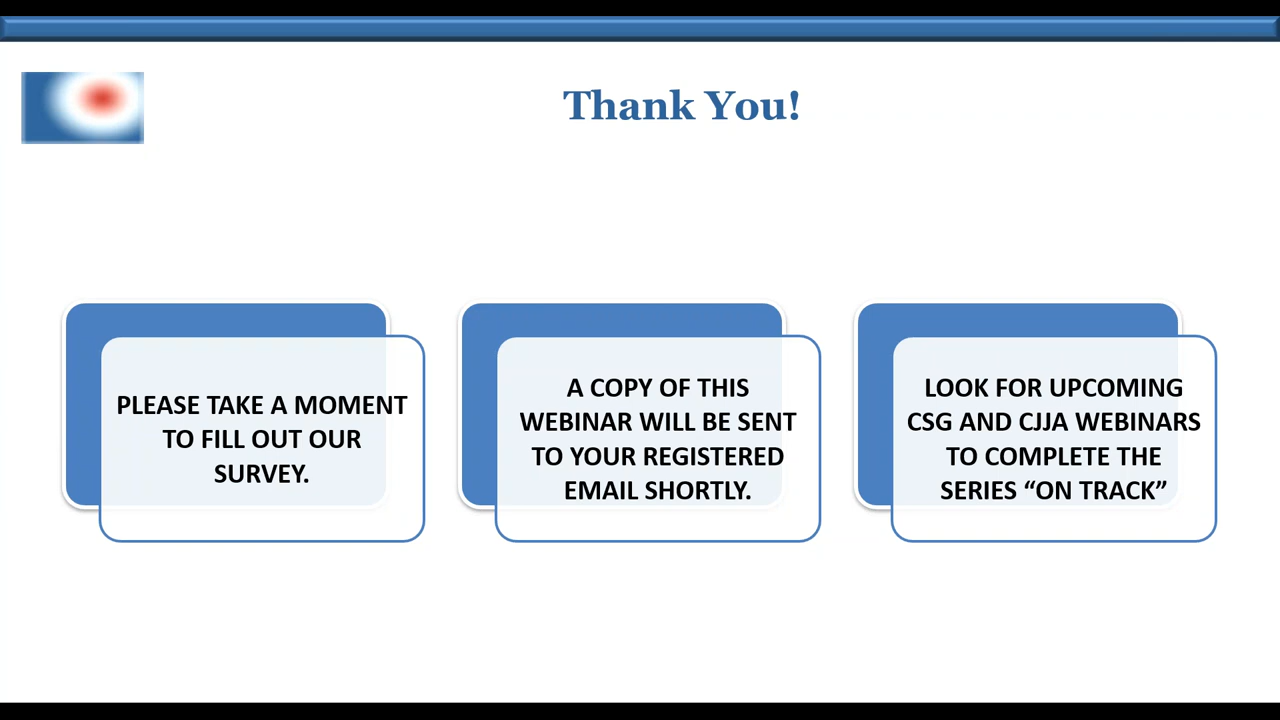 Thank You!
PLEASE TAKE A MOMENT
TO FILL OUT OUR
SURVEY.
A COPY OF THIS
WEBINAR WILL BE SENT
TO YOUR REGISTERED
EMAIL SHORTLY.
LOOK FOR UPCOMING
CSG AND CJJA WEBINARS
TO COMPLETE THE
SERIES “ON TRACK”